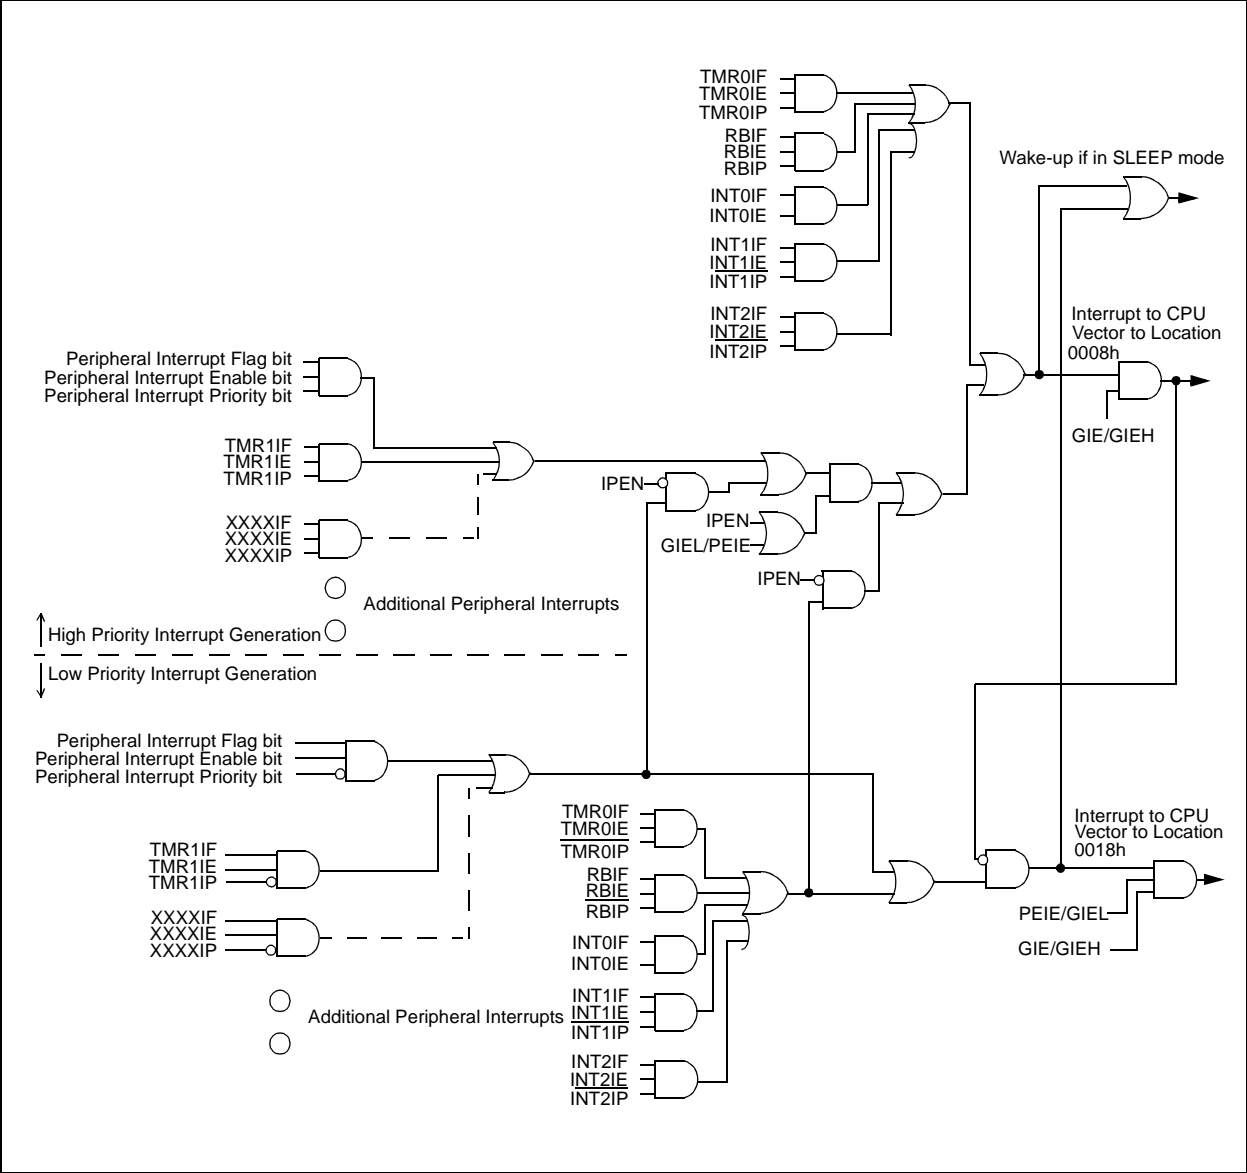 TMR0IF
TMR0IE
TMR0IP
RBIF
RBIE
RBIP
INT0IF
INT0IE
INT1IF
INT1IE
INT1IP
INT2IF
INT2IE
INT2IP
Wake-up if in SLEEP mode
Interrupt to CPU
Vector to Location
0008h
GIE/GIEH
Peripheral Interrupt Flag bit
Peripheral Interrupt Enable bit
Peripheral Interrupt Priority bit
TMR1IF
TMR1IE
TMR1IP
XXXXIF
XXXXIE
XXXXIP
IPEN
IPEN
GIEL/PEIE
IPEN
Additional Peripheral Interrupts
High Priority Interrupt Generation
Low Priority Interrupt Generation
Peripheral Interrupt Flag bit
Peripheral Interrupt Enable bit
Peripheral Interrupt Priority bit
TMR1IF
TMR1IE
TMR1IP
XXXXIF
XXXXIE
XXXXIP
Additional Peripheral Interrupts
TMR0IF
TMR0IE
TMR0IP
RBIF
RBIE
RBIP
INT0IF
INT0IE
INT1IF
INT1IE
INT1IP
INT2IF
INT2IE
INT2IP
Interrupt to CPU
Vector to Location
0018h
PEIE/GIEL
GIE/GIEH